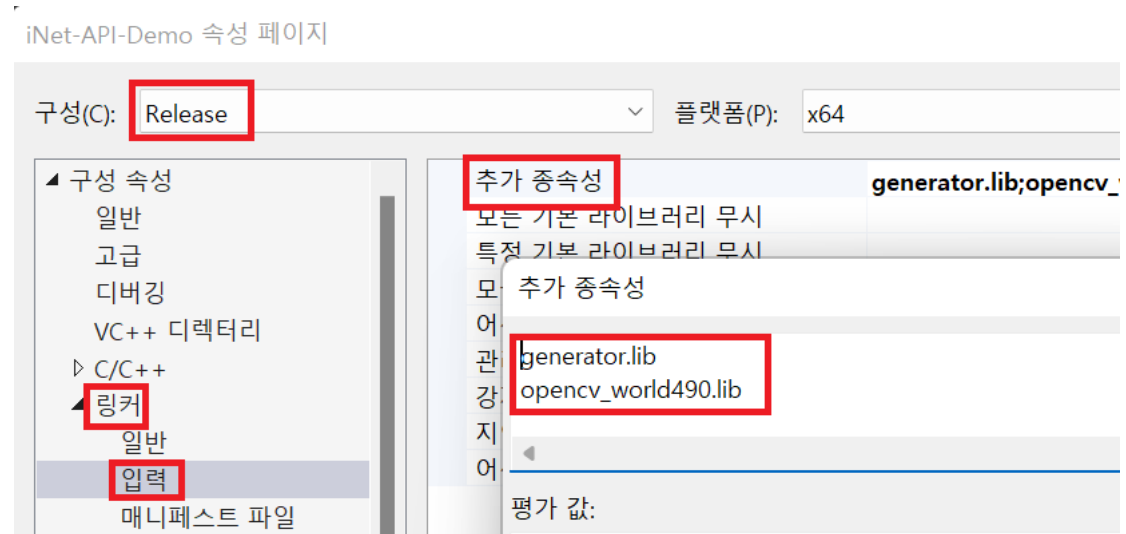 iNet-API-Demo 속성 페이지
구성(C): Release 플랫폼(P): x64
구성 속성
일반
고급
디버깅
VC++ 디렉터리
C/C++
링커
일반
입력
매니페스트 파일
추가 종속성 generator.lib;opencv_
모든 기본 라이브러리 무시
특정 기본 라이브러리 무시
추가 종속성
generator.lib
opencv_world490.lib
평가 값: